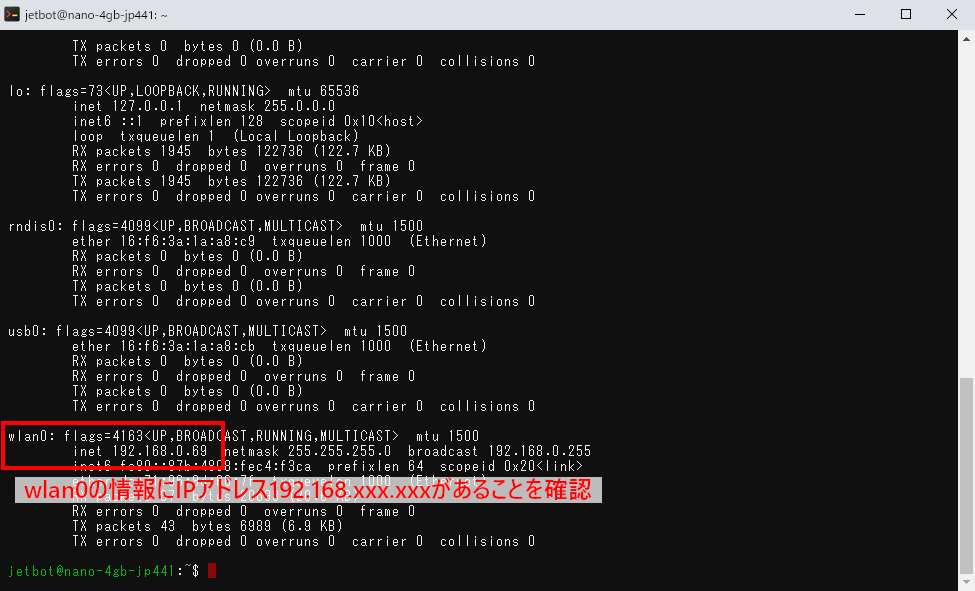 jetbot@nano-4gb-jp441: ~
TX packets 0  bytes 0 (0.0 B)
TX errors 0  dropped 0 overruns 0  carrier 0  collisions 0
lo: flags=73<UP,LOOPBACK,RUNNING>  mtu 65536
inet 127.0.0.1  netmask 255.0.0.0
inet6 ::1  prefixlen 128  scopeid 0x10<host>
loop  txqueuelen 1  (Local Loopback)
RX packets 1945  bytes 122736 (122.7 KB)
RX errors 0  dropped 0  overruns 0  frame 0
TX packets 1945  bytes 122736 (122.7 KB)
TX errors 0  dropped 0 overruns 0  carrier 0  collisions 0
rndis0: flags=4099<UP,BROADCAST,MULTICAST>  mtu 1500
ether 16:f6:3a:1a:a8:c9  txqueuelen 1000  (Ethernet)
RX packets 0  bytes 0 (0.0 B)
RX errors 0  dropped 0  overruns 0  frame 0
TX packets 0  bytes 0 (0.0 B)
TX errors 0  dropped 0 overruns 0  carrier 0  collisions 0
usb0: flags=4099<UP,BROADCAST,MULTICAST>  mtu 1500
ether 16:f6:3a:1a:a8:cb  txqueuelen 1000  (Ethernet)
RX packets 0  bytes 0 (0.0 B)
RX errors 0  dropped 0  overruns 0  frame 0
TX packets 0  bytes 0 (0.0 B)
TX errors 0  dropped 0 overruns 0  carrier 0  collisions 0
wlan0: flags=4163<UP,BROADCAST,RUNNING,MULTICAST>  mtu 1500
inet 192.168.0.69  netmask 255.255.255.0  broadcast 192.168.0.255
inet6 prefixlen 64  scopeid 0x20<link>
wlan0の情報にIPアドレス192.168.xxx.xxxがあることを確認
RX errors 0  dropped 0  overruns 0  frame 0
TX packets 43  bytes 6989 (6.9 KB)
TX errors 0  dropped 0 overruns 0  carrier 0  collisions 0
jetbot@nano-4gb-jp441:~$